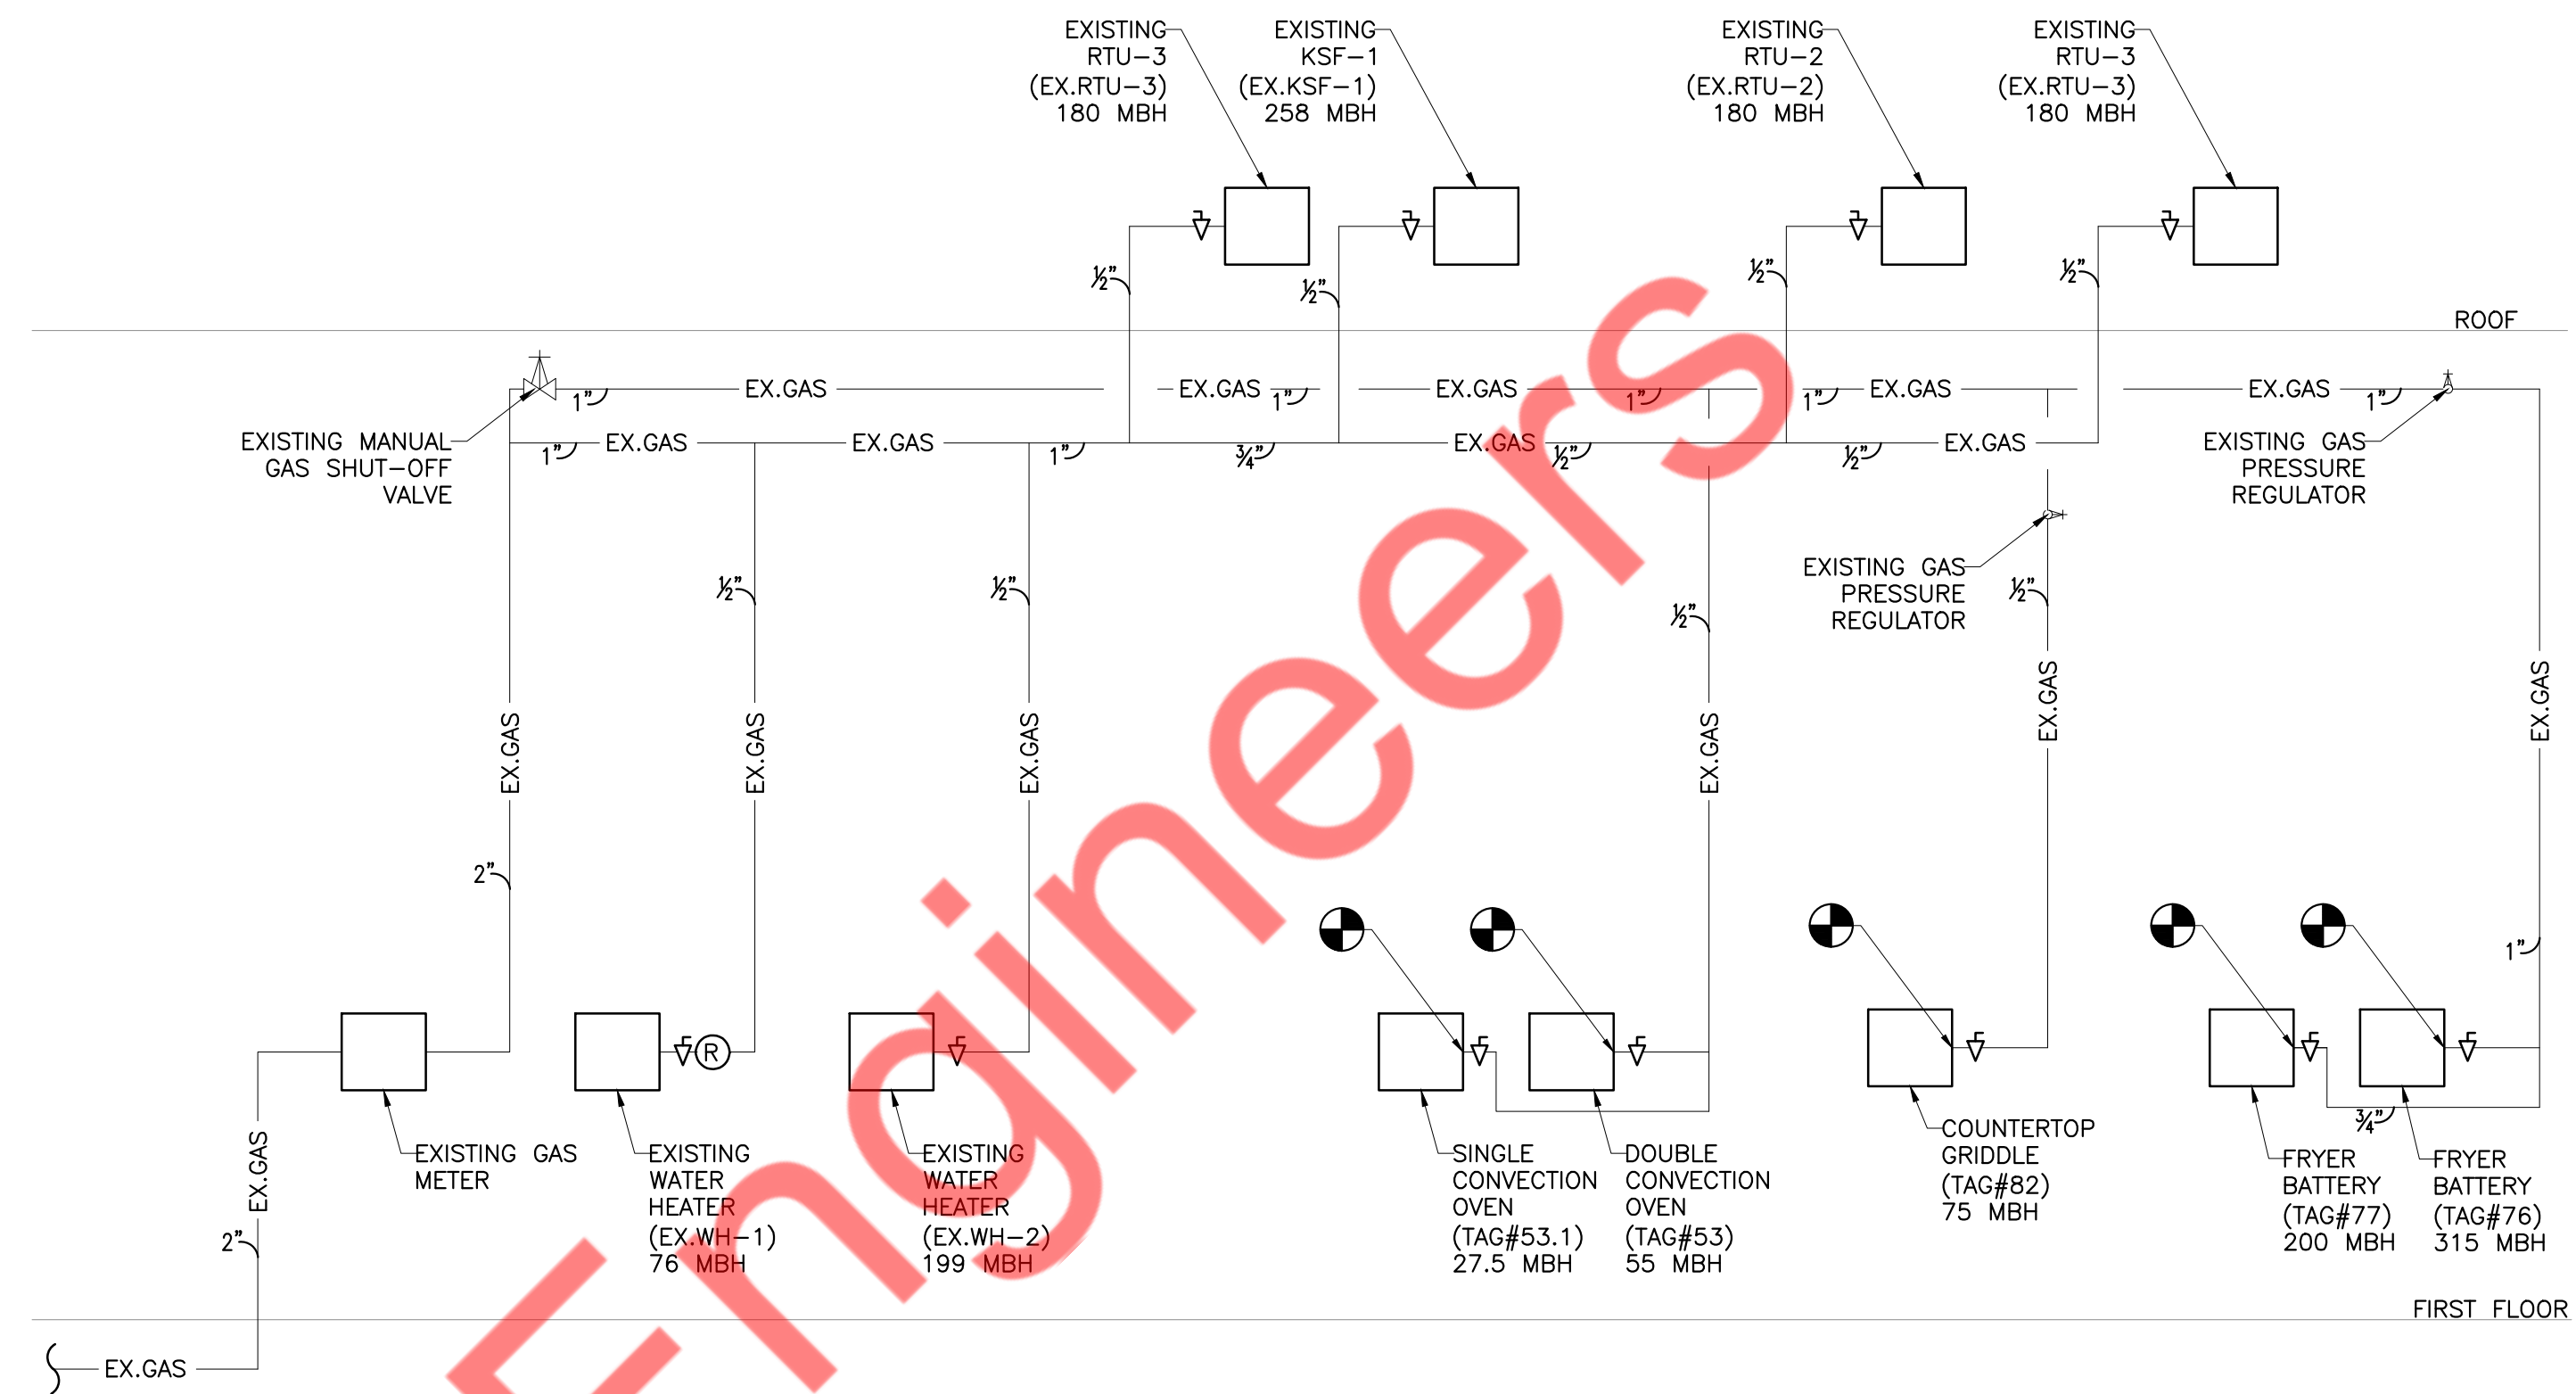 EXISTING
RTU-3
(EX.RTU-3)
180 MBH
EXISTING
KSF-1
(EX.KSF-1)
258 MBH
EXISTING
RTU-2
(EX.RTU-2)
180 MBH
EXISTING
RTU-3
(EX.RTU-3)
180 MBH
½"
½"
½"
½"
ROOF
1"
EX.GAS
EX.GAS
1"
EX.GAS
1"
1"
EX.GAS
EX.GAS
1"
EXISTING MANUAL
GAS SHUT-OFF
VALVE
1"
EX.GAS
EX.GAS
1"
¾"
EX.GAS
½"
½"
EX.GAS
EXISTING GAS
PRESSURE
REGULATOR
EXISTING GAS
PRESSURE
REGULATOR
½"
½"
½"
½"
EX.GAS
EX.GAS
EX.GAS
EX.GAS
EX.GAS
EX.GAS
2"
1"
R
EX.GAS
2"
EXISTING GAS
METER
EXISTING
WATER
HEATER
(EX.WH-1)
76 MBH
EXISTING
WATER
HEATER
(EX.WH-2)
199 MBH
SINGLE
CONVECTION
OVEN
(TAG#53.1)
27.5 MBH
DOUBLE
CONVECTION
OVEN
(TAG#53)
55 MBH
COUNTERTOP
GRIDDLE
(TAG#82)
75 MBH
¾"
FRYER
BATTERY
(TAG#77)
200 MBH
FRYER
BATTERY
(TAG#76)
315 MBH
FIRST FLOOR
EX.GAS
Engineers